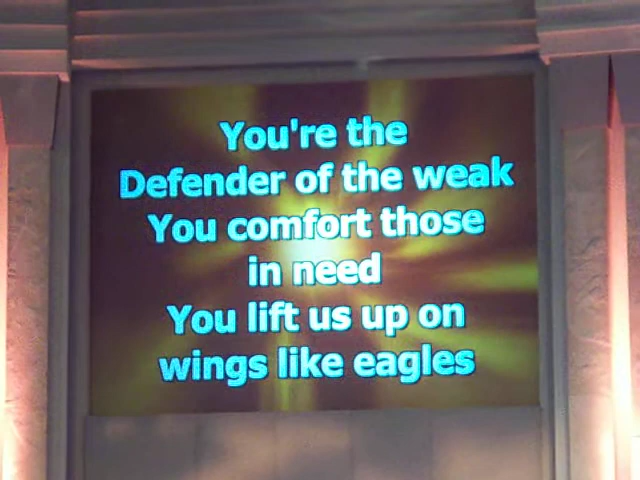 You're the
Defender of the weak
You comfort those
in need
You lift us up on
wings like eagles